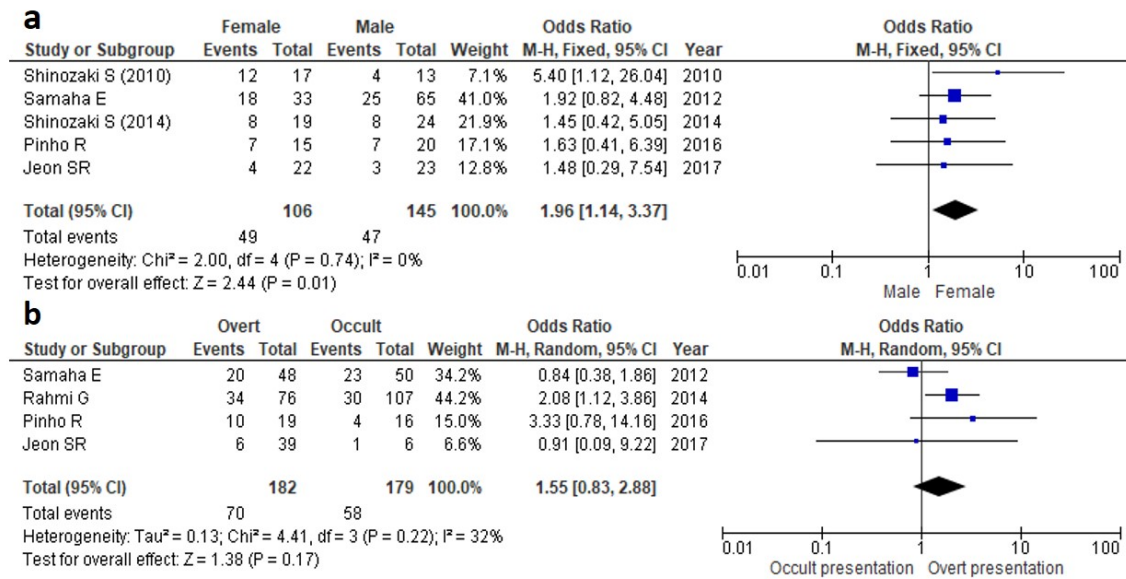 a
Female Male Odds Ratio Odds Ratio
Study or Subgroup Events Total Events Total Weight M-H, Fixed, 95% CI Year M-H, Fixed, 95% CI
Shinozaki S (2010) 12 17 4 13 7.1% 5.40 [1.12, 26.04] 2010
Samaha E 18 33 25 65 41.0% 1.92 [0.82, 4.48] 2012
Shinozaki S (2014) 8 19 8 24 21.9% 1.45 [0.42, 5.05] 2014
Pinho R 7 15 7 20 17.1% 1.63 [0.41, 6.39] 2016
Jeon SR 4 22 3 23 12.8% 1.48 [0.29, 7.54] 2017
Total (95% CI) 106 145 100.0% 1.96 [1.14, 3.37]
Total events 49 47
Heterogeneity: Chi² = 2.00, df = 4 (P = 0.74); I² = 0%
Test for overall effect: Z = 2.44 (P = 0.01)
0.01 0.1 1 10 100
Male Female
b
Overt Occult Odds Ratio Odds Ratio
Study or Subgroup Events Total Events Total Weight M-H, Random, 95% CI Year M-H, Random, 95% CI
Samaha E 20 48 23 50 34.2% 0.84 [0.38, 1.86] 2012
Rahmi G 34 76 30 107 44.2% 2.08 [1.12, 3.86] 2014
Pinho R 10 19 4 16 15.0% 3.33 [0.78, 14.16] 2016
Jeon SR 6 39 1 6 6.6% 0.91 [0.09, 9.22] 2017
Total (95% CI) 182 179 100.0% 1.55 [0.83, 2.88]
Total events 70 58
Heterogeneity: Tau² = 0.13; Chi² = 4.41, df = 3 (P = 0.22); I² = 32%
Test for overall effect: Z = 1.38 (P = 0.17)
0.01 0.1 1 10 100
Occult presentation Overt presentation